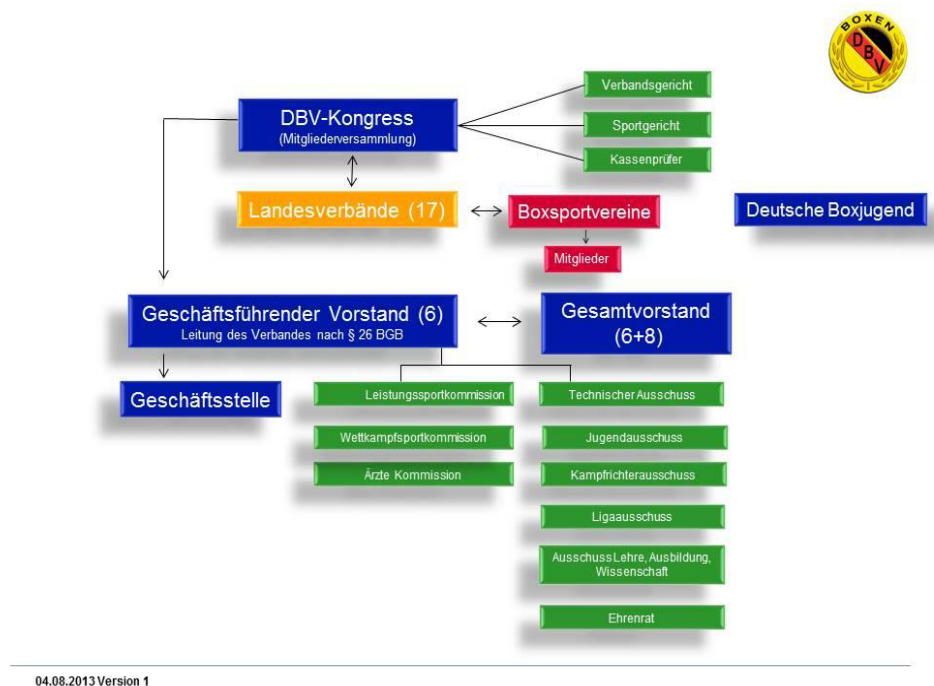 BOXEN
DBV
Verbandsgericht
DBV-Kongress
(Mitgliederversammlung)
Sportgericht
Kassenprüfer
Landesverbände (17)
Boxsportvereine
Deutsche Boxjugend
Mitglieder
Geschäftsführender Vorstand (6)
Leitung des Verbandes nach § 26 BGB
Gesamtvorstand
(6+8)
Geschäftsstelle
Leistungssportkommission
Technischer Ausschuss
Wettkampfsportkommission
Jugendausschuss
Ärzte Kommission
Kampfrichterausschuss
Ligaausschuss
Ausschuss Lehre, Ausbildung,
Wissenschaft
Ehrenrat
04.08.2013 Version 1